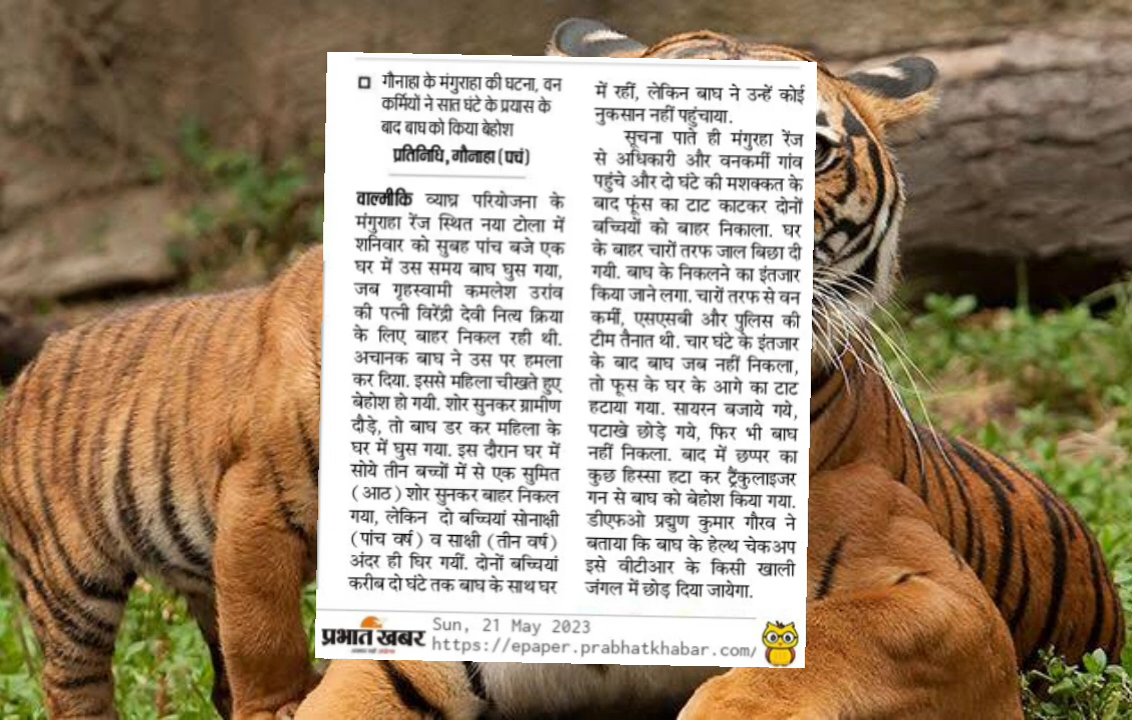 गौनाहा के मंगुराहा की घटना, वन
कर्मियों ने सात घंटे के प्रयास के
बाद बाघ को किया बेहोश
प्रतिनिधि, गौनाहा (पचं)
वाल्मीकि व्याघ्र परियोजना के
मंगुराहा रेंज स्थित नया टोला में
शनिवार को सुबह पांच बजे एक
घर में उस समय बाघ घुस गया,
जब गृहस्वामी कमलेश उरांव
की पत्नी विरेंद्री देवी नित्य क्रिया
के लिए बाहर निकल रही थी.
अचानक बाघ ने उस पर हमला
कर दिया. इससे महिला चीखते हुए
बेहोश हो गयी. शोर सुनकर ग्रामीण
दौड़े, तो बाघ डर कर महिला के
घर में घुस गया. इस दौरान घर में
सोये तीन बच्चों में से एक सुमित
(आठ) शोर सुनकर बाहर निकल
गया, लेकिन दो बच्चियां सोनाक्षी
(पांच वर्ष) व साक्षी (तीन वर्ष)
अंदर ही घिर गयीं. दोनों बच्चियां
करीब दो घंटे तक बाघ के साथ घर
में रहीं, लेकिन बाघ ने उन्हें कोई
नुकसान नहीं पहुंचाया.
सूचना पाते ही मंगुरहा रेंज
से अधिकारी और वनकर्मी गांव
पहुंचे और दो घंटे की मशक्कत के
बाद फूंस का टाट काटकर दोनों
बच्चियों को बाहर निकाला. घर
के बाहर चारों तरफ जाल बिछा दी
गयी. बाघ के निकलने का इंतजार
किया जाने लगा. चारों तरफ से वन
कर्मी, एसएसबी और पुलिस की
टीम तैनात थी. चार घंटे के इंतजार
के बाद बाघ जब नहीं निकला,
तो फूस के घर के आगे का टाट
हटाया गया. सायरन बजाये गये,
पटाखे छोड़े गये, फिर भी बाघ
नहीं निकला. बाद में छप्पर का
कुछ हिस्सा हटा कर ट्रैंकुलाइजर
गन से बाघ को बेहोश किया गया.
डीएफओ प्रद्युण कुमार गौरव ने
बताया कि बाघ के हेल्थ चेकअप
इसे वीटीआर के किसी खाली
जंगल में छोड़ दिया जायेगा.
प्रभात खबर
Sun, 21 May 2023
https://epaper.prabhatkhabar.com/